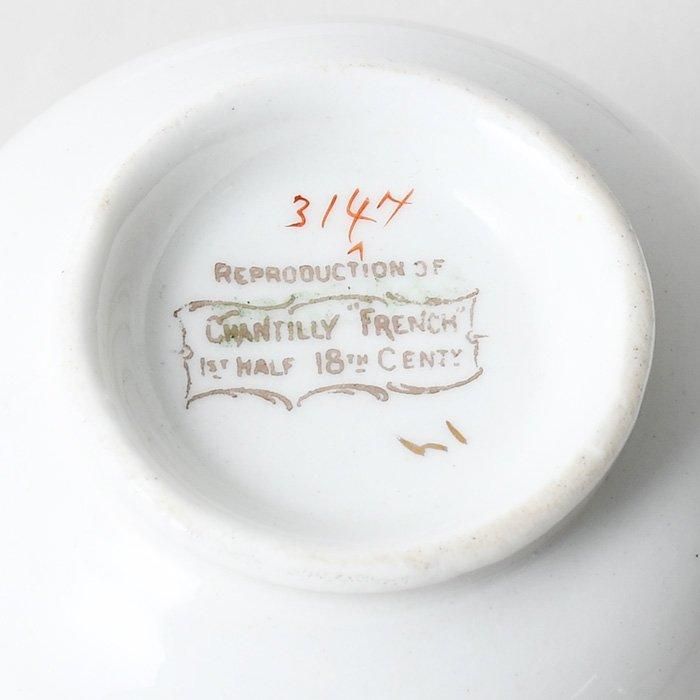 3147
REPRODUCTION OF
CHANTILLY "FRENCH"
1ST HALF 18TH CENTY